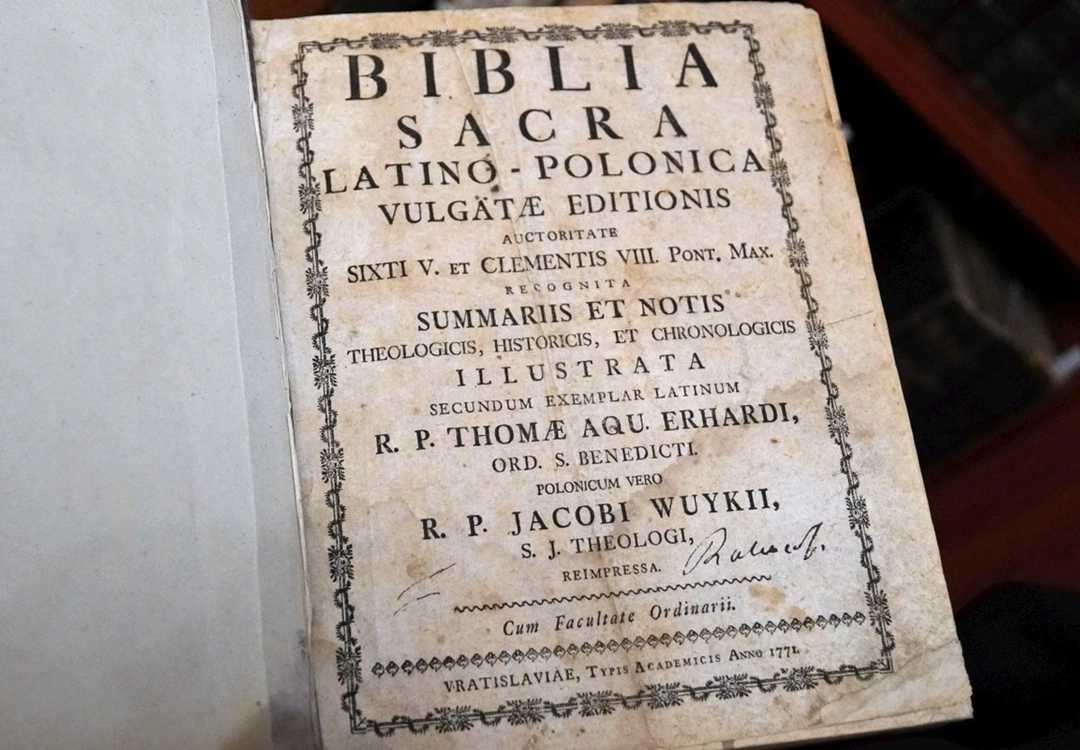 BIBLIA
SACRA
LATINO-POLONICA
VULGATÆ EDITIONIS
AUCTORITATE
SIXTI V. ET CLEMENTIS VIII. PONT. MAX.
RECOGNITA
SUMMARIIS ET NOTIS
THEOLOGICIS, HISTORICIS, ET CHRONOLOGICIS
ILLUSTRATA
SECUNDUM EXEMPLAR LATINUM
R. P. THOMÆ AQU. ERHARDI,
ORD. S. BENEDICTI.
POLONICUM VERO
R. P. JACOBI WUYKII,
S. J. THEOLOGI,
REIMPRESSA.
Cum Facultate Ordinarii.
VRATISLAVIAE, TYPIS ACADEMICIS ANNO 1771.